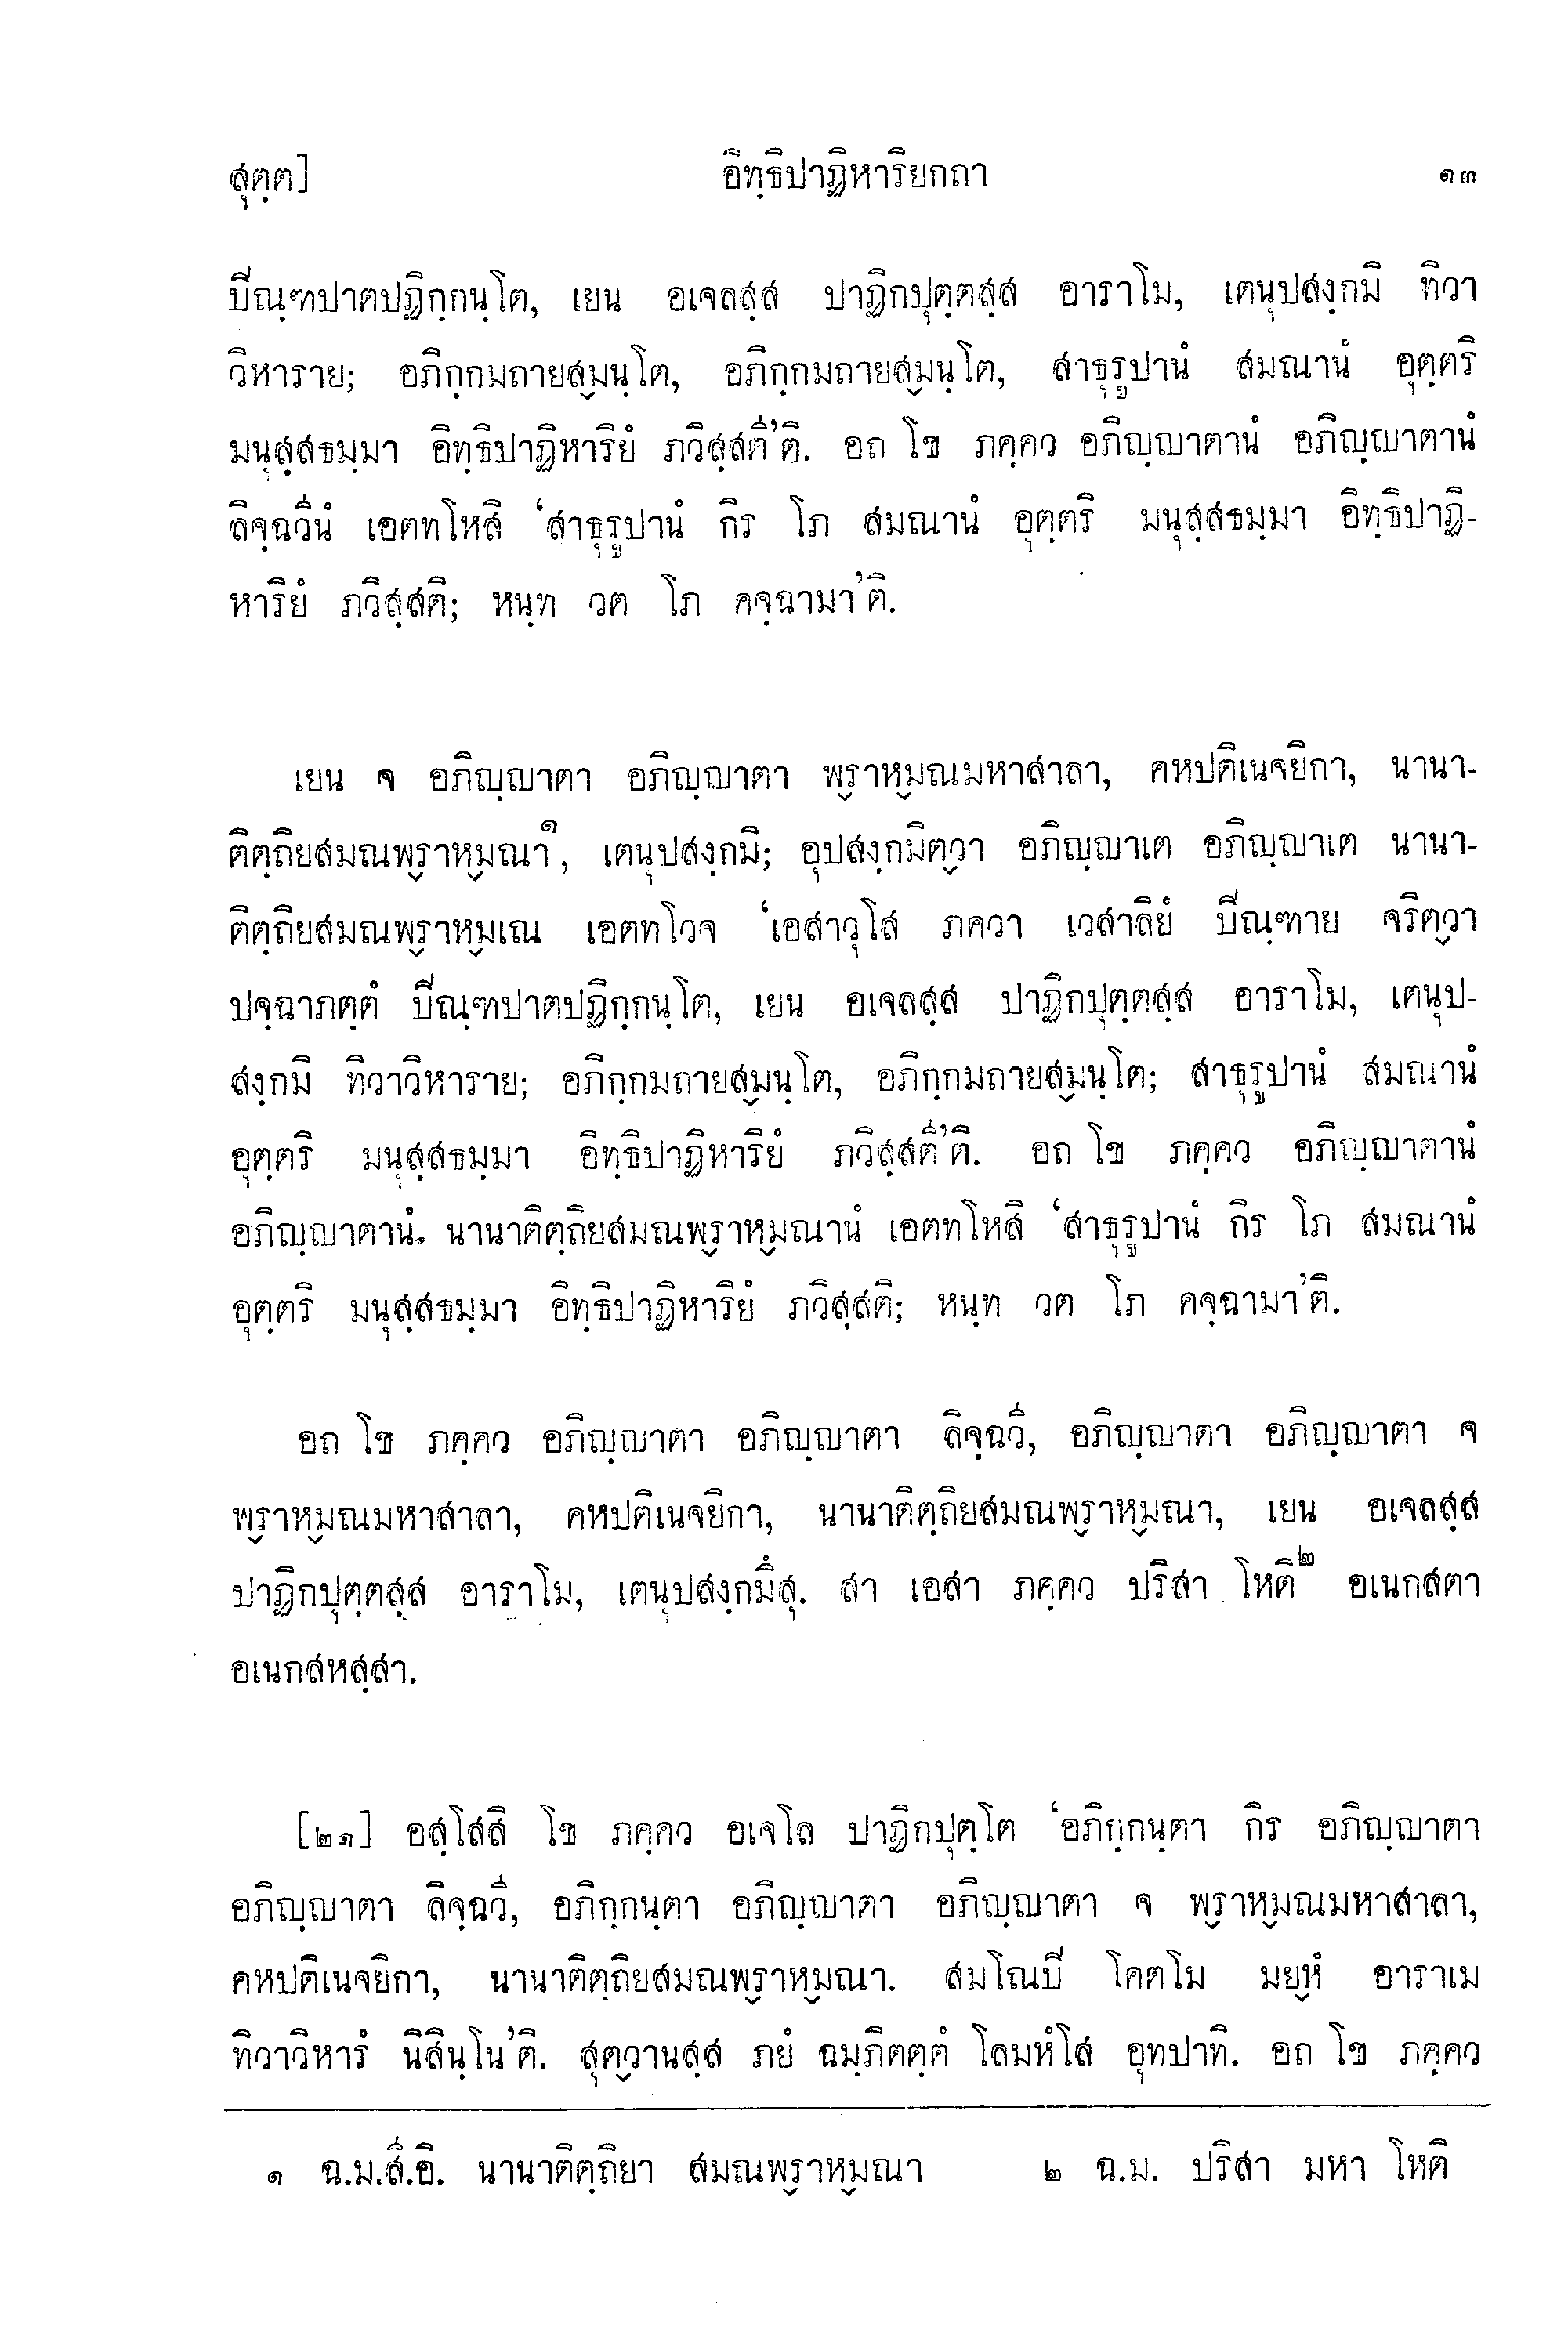 สุตฺต]	อิทฺธิปาฏิหาริยกถา	๑๓
ปิณฺฑปาตปฏิกฺกนฺโต, เยน อเจลสฺส ปาฏิกปุตฺตสฺส อาราโม, เตนุปสงฺกมิ ทิวา
วิหาราย; อภิกฺกมถายส๎มนฺโต, อภิกฺกมถายส๎มนฺโต, สาธุรูปานํ สมณานํ อุตฺตริ
มนุสฺสธมฺมา อิทฺธิปาฏิหาริยํ ภวิสฺสตี’ติ. อถ โข ภคฺคว อภิญฺญาตานํ อภิญฺญาตานํ
ลิจฺฉวีนํ เอตทโหสิ ‘สาธุรูปานํ กิร โภ สมณานํ อุตฺตริ มนุสฺสธมฺมา อิทฺธิปาฏิ-
หาริยํ ภวิสฺสติ; หนฺท วต โภ คจฺฉามา’ติ.
เยน จ อภิญฺญาตา อภิญฺญาตา พ๎ราห๎มณมหาสาลา, คหปติเนจยิกา, นานา-
ติตฺถิยสมณพ๎ราห๎มณา๑, เตนุปสงฺกมิ; อุปสงฺกมิต๎วา อภิญฺญาเต อภิญฺญาเต นานา-
ติตฺถิยสมณพ๎ราห๎มเณ เอตทโวจ ‘เอสาวุโส ภควา เวสาลิยํ ปิณฺฑาย จริต๎วา
ปจฺฉาภตฺตํ ปิณฺฑปาตปฏิกฺกนฺโต, เยน อเจลสฺส ปาฏิกปุตฺตสฺส อาราโม, เตนุป-
สงฺกมิ ทิวาวิหาราย; อภิกฺกมถายส๎มนฺโต, อภิกฺกมถายส๎มนฺโต; สาธุรูปานํ สมณานํ
อุตฺตริ มนุสฺสธมฺมา อิทฺธิปาฏิหาริยํ ภวิสฺสตี’ติ. อถ โข ภคฺคว อภิญฺญาตานํ
อภิญฺญาตานํ นานาติตฺถิยสมณพ๎ราห๎มณานํ เอตทโหสิ ‘สาธุรูปานํ กิร โภ สมณานํ
อุตฺตริ มนุสฺสธมฺมา อิทฺธิปาฏิหาริยํ ภวิสฺสติ; หนฺท วต โภ คจฺฉามา’ติ.
อถ โข ภคฺคว อภิญฺญาตา อภิญฺญาตา ลิจฺฉวี, อภิญฺญาตา อภิญฺญาตา จ
พ๎ราห๎มณมหาสาลา, คหปติเนจยิกา, นานาติตฺถิยสมณพ๎ราห๎มณา, เยน อเจลสฺส
ปาฏิกปุตฺตสฺส อาราโม, เตนุปสงฺกมึสุ. สา เอสา ภคฺคว ปริสา โหติ๒ อเนกสตา
อเนกสหสฺสา.
[๒๑] อสฺโสสิ โข ภคฺคว อเจโล ปาฏิกปุตฺโต ‘อภิกฺกนฺตา กิร อภิญฺญาตา
อภิญฺญาตา ลิจฺฉวี, อภิกฺกนฺตา อภิญฺญาตา อภิญฺญาตา จ พ๎ราห๎มณมหาสาลา,
คหปติเนจยิกา, นานาติตฺถิยสมณพ๎ราห๎มณา. สมโณปิ โคตโม มย๎หํ อาราเม
ทิวาวิหารํ นิสินฺโน’ติ. สุต๎วานสฺส ภยํ ฉมฺภิตตฺตํ โลมหํโส อุทปาทิ. อถ โข ภคฺคว
๑ ฉ.ม.สี.อิ. นานาติตฺถิยา สมณพ๎ราห๎มณา	๒ ฉ.ม. ปริสา มหา โหติ